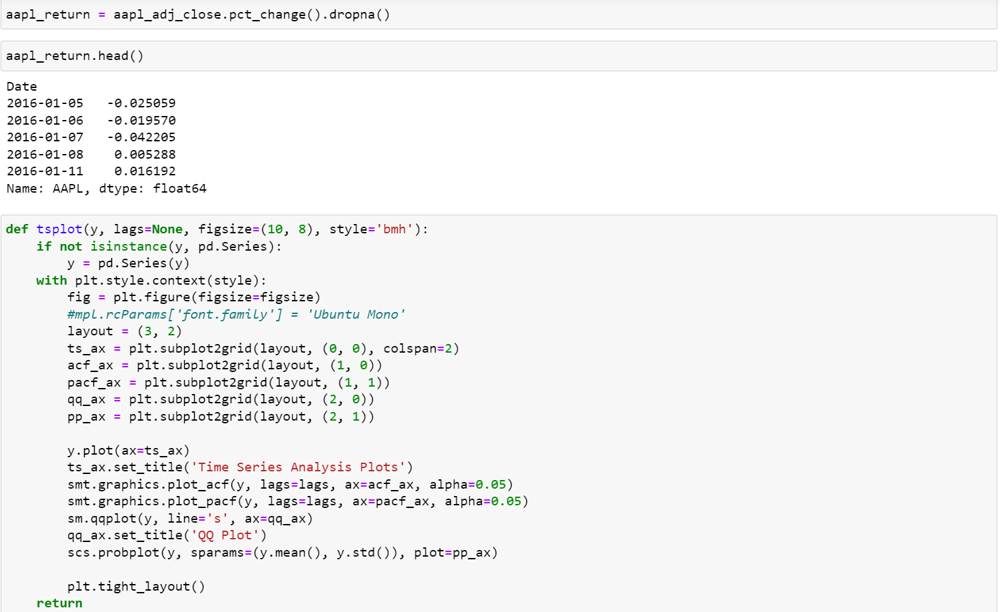 aapl_return = aapl_adj_close.pct_change().dropna()
aapl_return.head()
Date
2016-01-05   -0.025059
2016-01-06   -0.019570
2016-01-07   -0.042205
2016-01-08    0.005288
2016-01-11    0.016192
Name: AAPL, dtype: float64
def tsplot(y, lags=None, figsize=(10, 8), style='bmh'):
    if not isinstance(y, pd.Series):
        y = pd.Series(y)
    with plt.style.context(style):
        fig = plt.figure(figsize=figsize)
        #mpl.rcParams['font.family'] = 'Ubuntu Mono'
        layout = (3, 2)
        ts_ax = plt.subplot2grid(layout, (0, 0), colspan=2)
        acf_ax = plt.subplot2grid(layout, (1, 0))
        pacf_ax = plt.subplot2grid(layout, (1, 1))
        qq_ax = plt.subplot2grid(layout, (2, 0))
        pp_ax = plt.subplot2grid(layout, (2, 1))
        y.plot(ax=ts_ax)
        ts_ax.set_title('Time Series Analysis Plots')
        smt.graphics.plot_acf(y, lags=lags, ax=acf_ax, alpha=0.05)
        smt.graphics.plot_pacf(y, lags=lags, ax=pacf_ax, alpha=0.05)
        sm.qqplot(y, line='s', ax=qq_ax)
        qq_ax.set_title('QQ Plot')
        scs.probplot(y, sparams=(y.mean(), y.std()), plot=pp_ax)
        plt.tight_layout()
    return